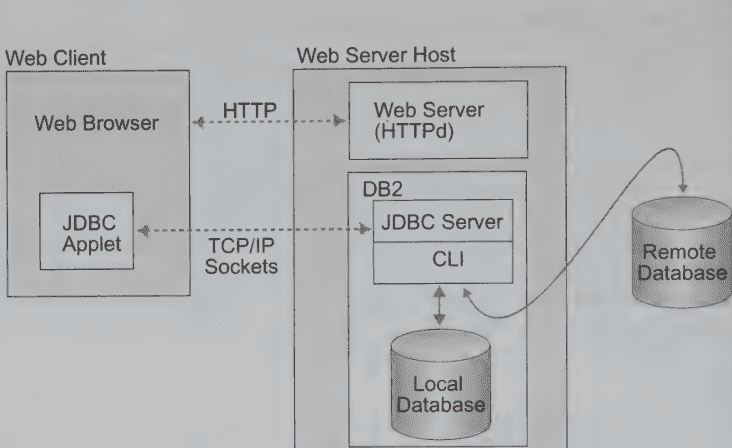 Web Client
Web Server Host
Web Browser
HTTP
Web Server
(HTTPd)
DB2
JDBC
Applet
TCP/IP
Sockets
JDBC Server
CLI
Remote
Database
Local
Database